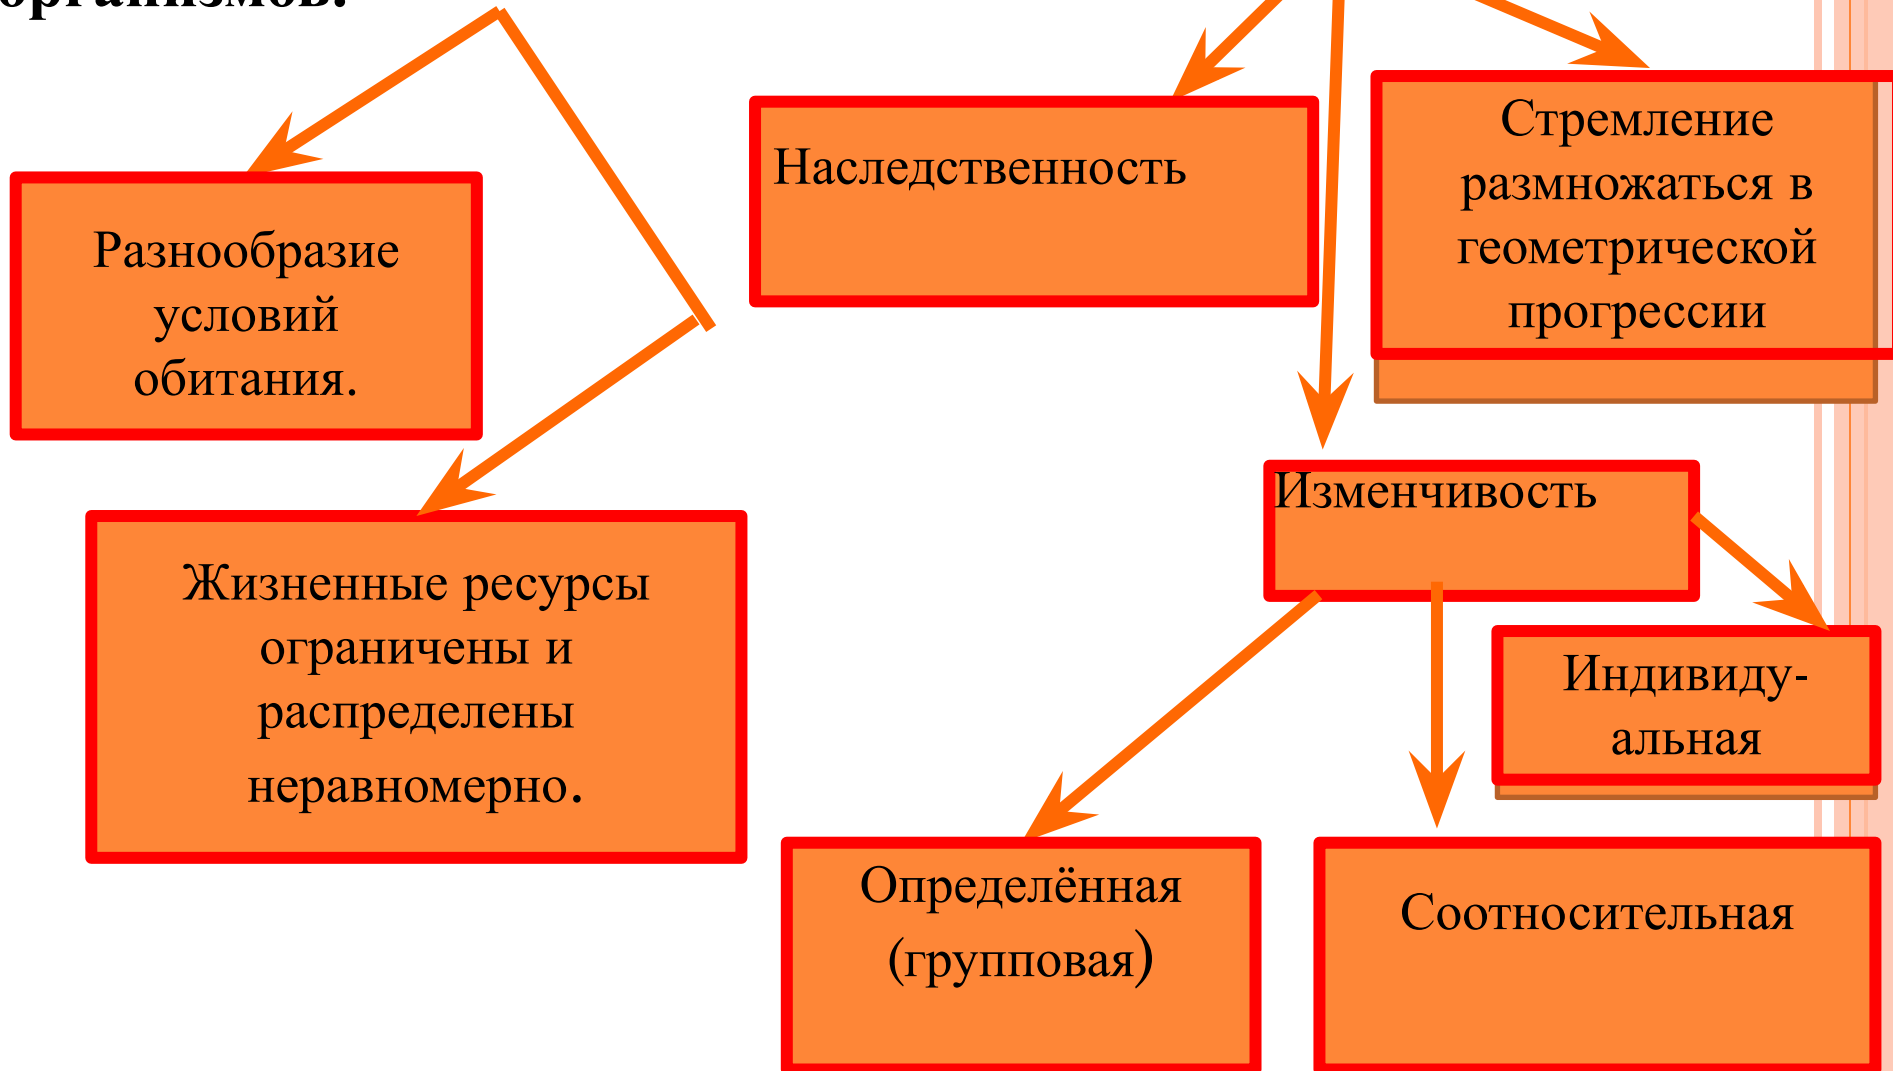 организмов.
Наследственность
Стремление
размножаться в
геометрической
прогрессии
Разнообразие
условий
обитания.
Изменчивость
Жизненные ресурсы
ограничены и
распределены
неравномерно.
Индивиду-
альная
Определённая
(групповая)
Соотносительная